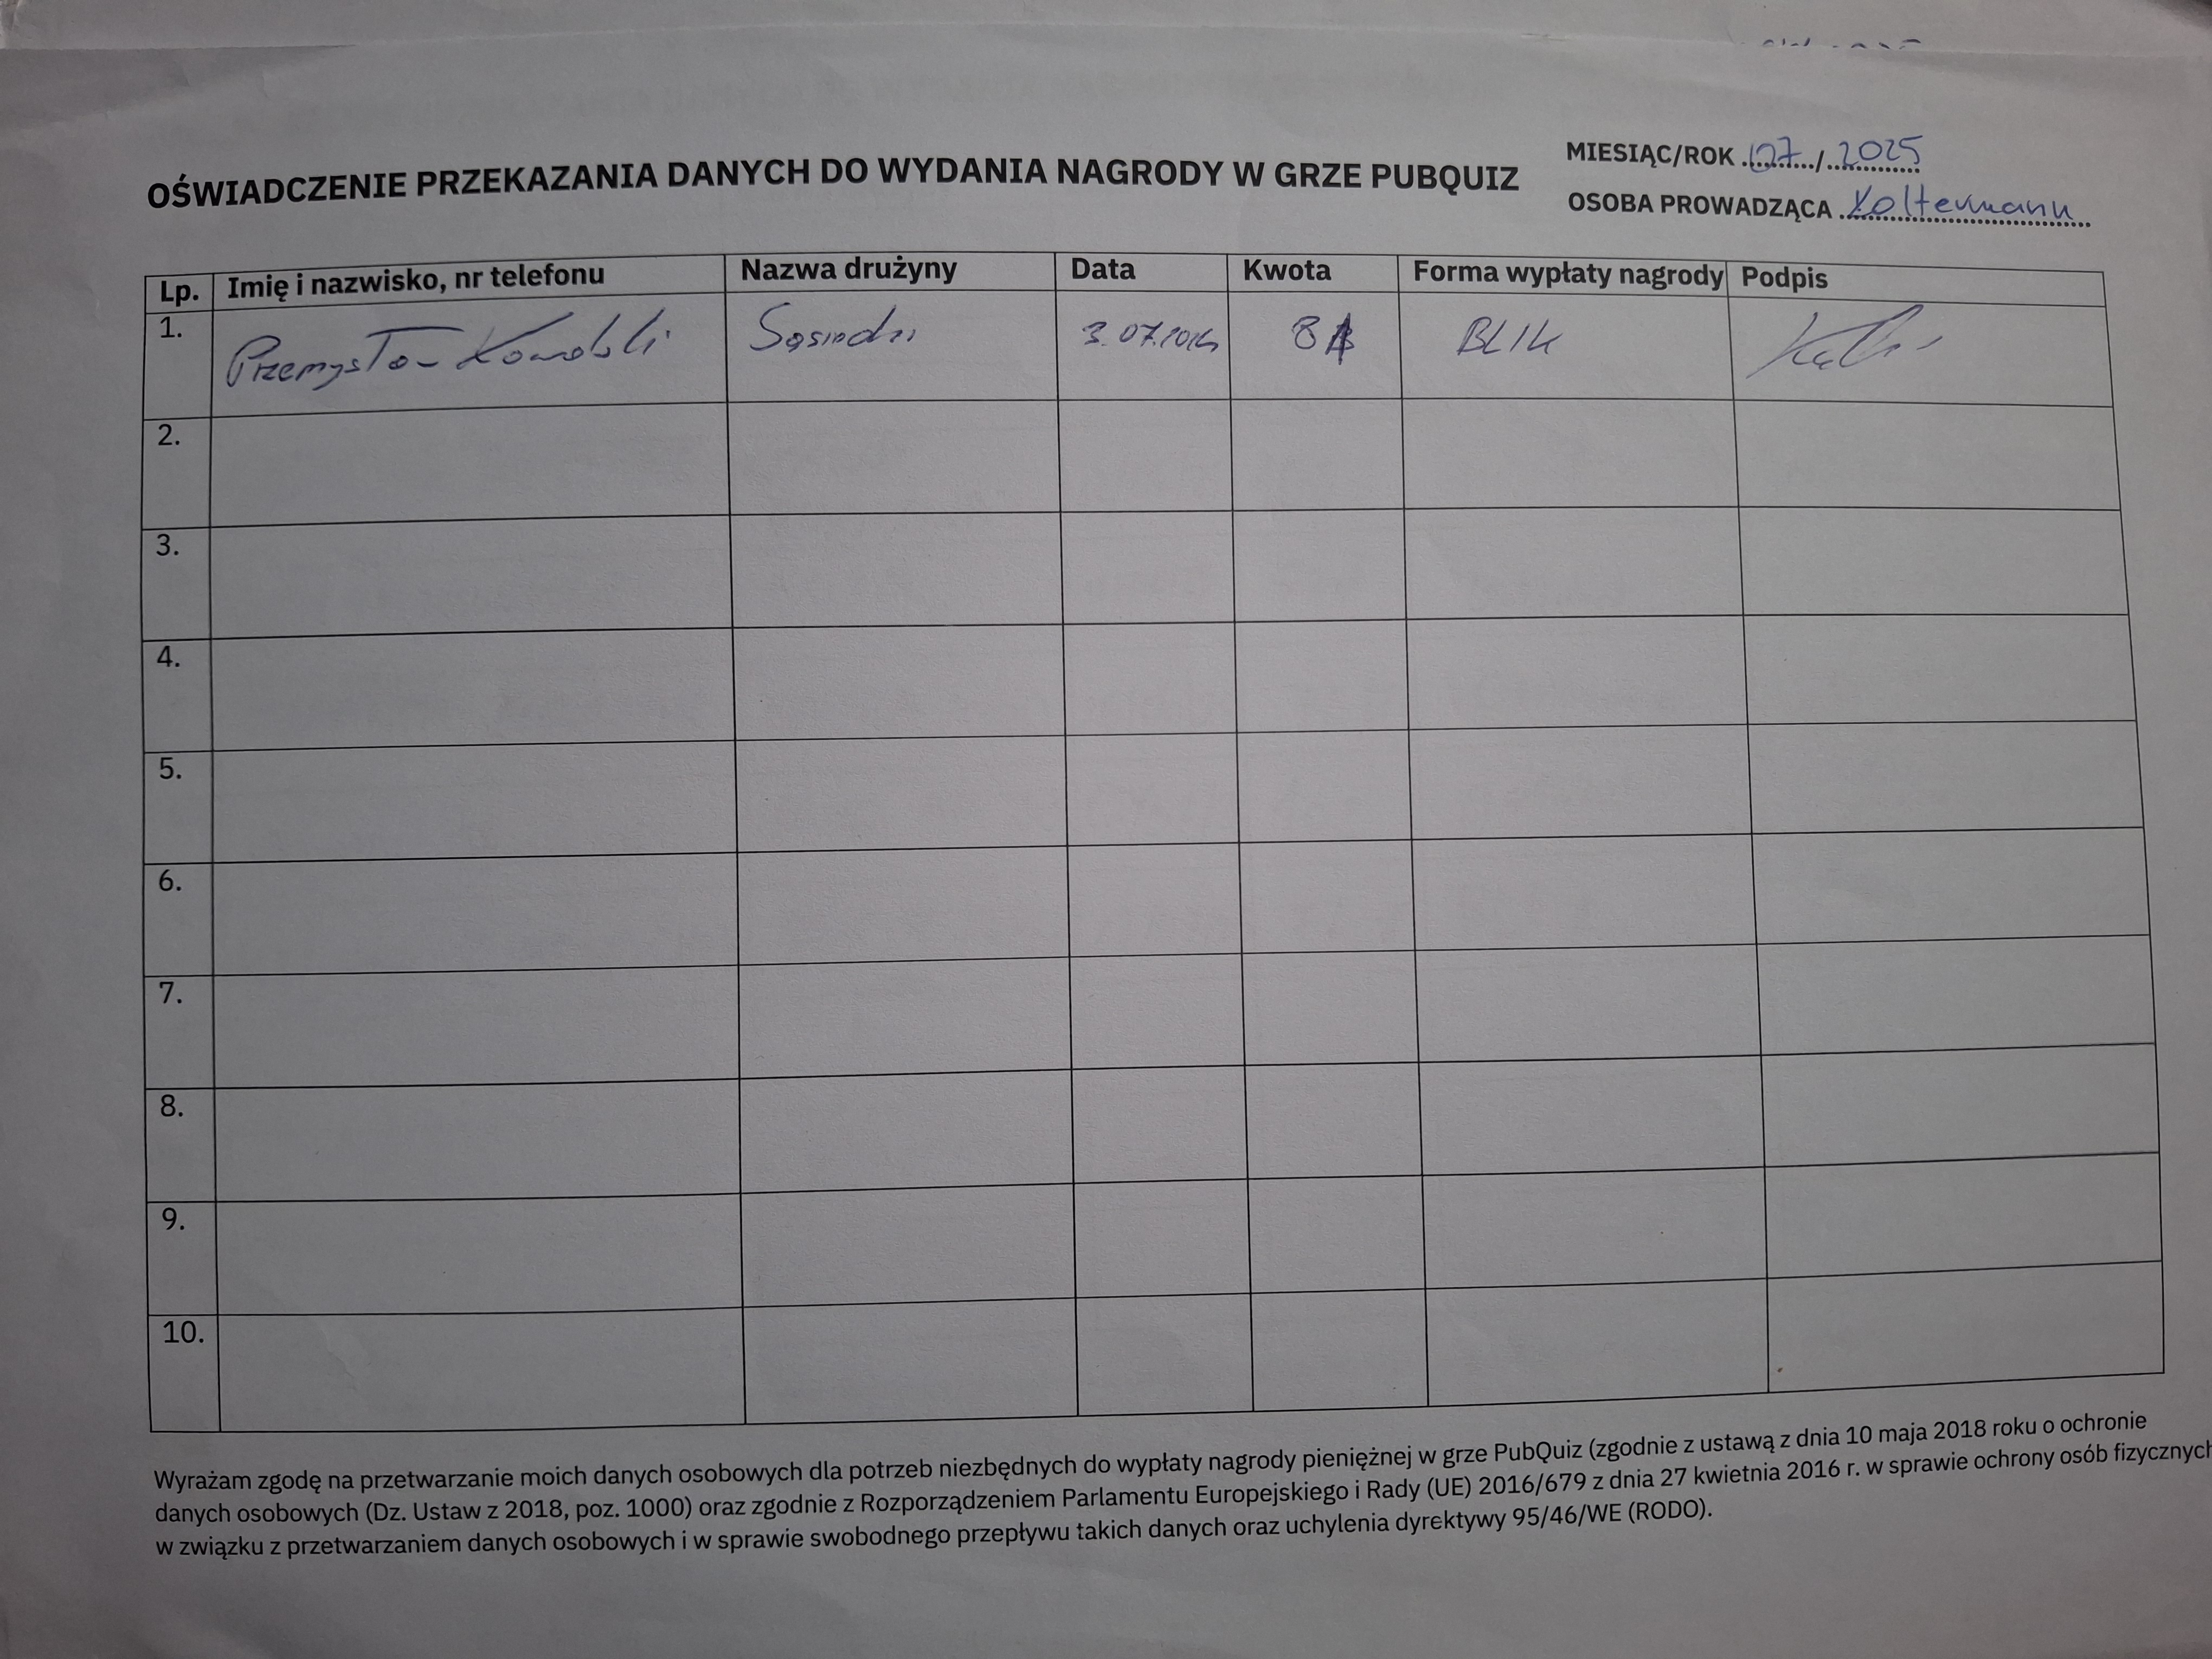 OŚWIADCZENIE PRZEKAZANIA DANYCH DO WYDANIA NAGRODY W GRZE PUBQUIZ
MIESIĄC/ROK 07/2025
OSOBA PROWADZĄCA Koltermann
Lp. Imię i nazwisko, nr telefonu Nazwa drużyny Data Kwota Forma wypłaty nagrody Podpis
1. Przemysław Kowalski Sąsiedzi 3.07. BLIK
2.
3.
4.
5.
6.
7.
8.
9.
10.
Wyrażam zgodę na przetwarzanie moich danych osobowych dla potrzeb niezbędnych do wypłaty nagrody pieniężnej w grze PubQuiz (zgodnie z ustawą z dnia 10 maja 2018 roku o ochronie
danych osobowych (Dz. Ustaw z 2018, poz. 1000) oraz zgodnie z Rozporządzeniem Parlamentu Europejskiego i Rady (UE) 2016/679 z dnia 27 kwietnia 2016 r. w sprawie ochrony osób fizycznych
w związku z przetwarzaniem danych osobowych i w sprawie swobodnego przepływu takich danych oraz uchylenia dyrektywy 95/46/WE (RODO).